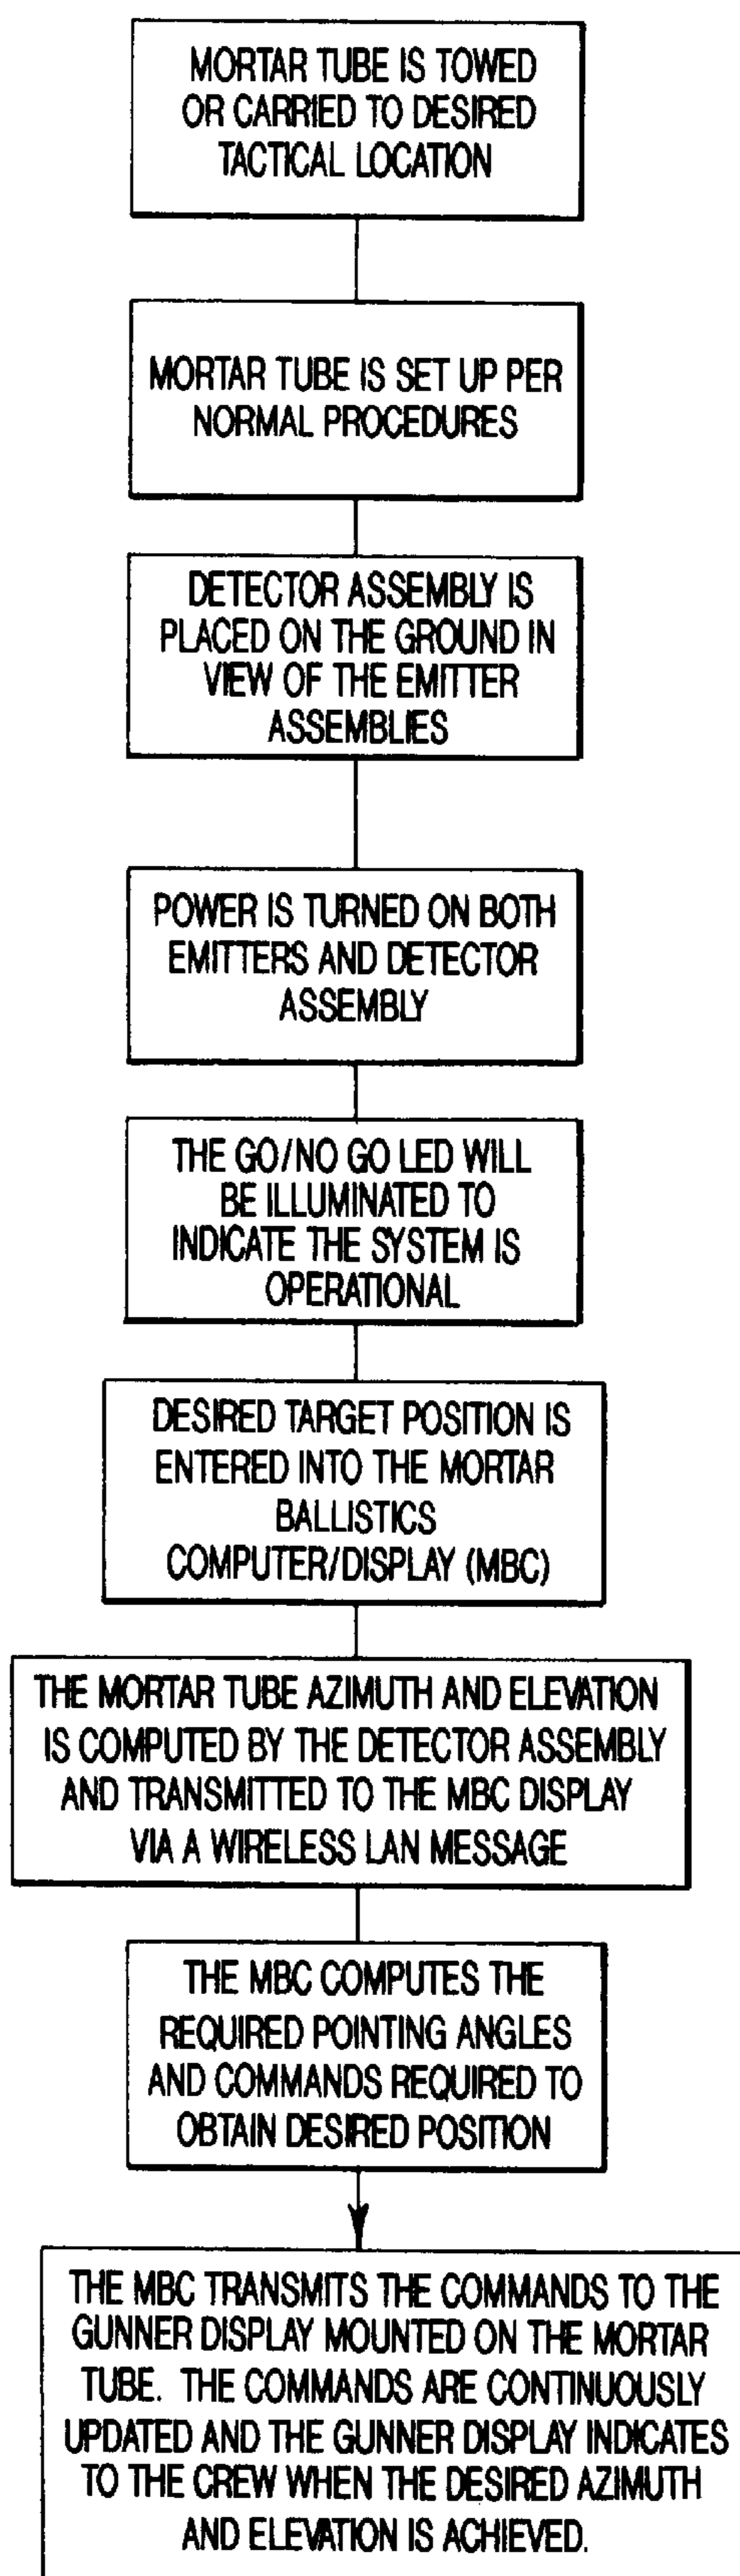 MORTAR TUBE IS TOWED
OR CARRIED TO DESIRED
TACTICAL LOCATION
MORTAR TUBE IS SET UP PER
NORMAL PROCEDURES
DETECTOR ASSEMBLY IS
PLACED ON THE GROUND IN
VIEW OF THE EMITTER
ASSEMBLIES
POWER IS TURNED ON BOTH
EMITTERS AND DETECTOR
ASSEMBLY
THE GO/NO GO LED WILL
BE ILLUMINATED TO
INDICATE THE SYSTEM IS
OPERATIONAL
DESIRED TARGET POSITION IS
ENTERED INTO THE MORTAR
BALLISTICS
COMPUTER/DISPLAY (MBC)
THE MORTAR TUBE AZIMUTH AND ELEVATION
IS COMPUTED BY THE DETECTOR ASSEMBLY
AND TRANSMITTED TO THE MBC DISPLAY
VIA A WIRELESS LAN MESSAGE
THE MBC COMPUTES THE
REQUIRED POINTING ANGLES
AND COMMANDS REQUIRED TO
OBTAIN DESIRED POSITION
THE MBC TRANSMITS THE COMMANDS TO THE
GUNNER DISPLAY MOUNTED ON THE MORTAR
TUBE. THE COMMANDS ARE CONTINUOUSLY
UPDATED AND THE GUNNER DISPLAY INDICATES
TO THE CREW WHEN THE DESIRED AZIMUTH
AND ELEVATION IS ACHIEVED.